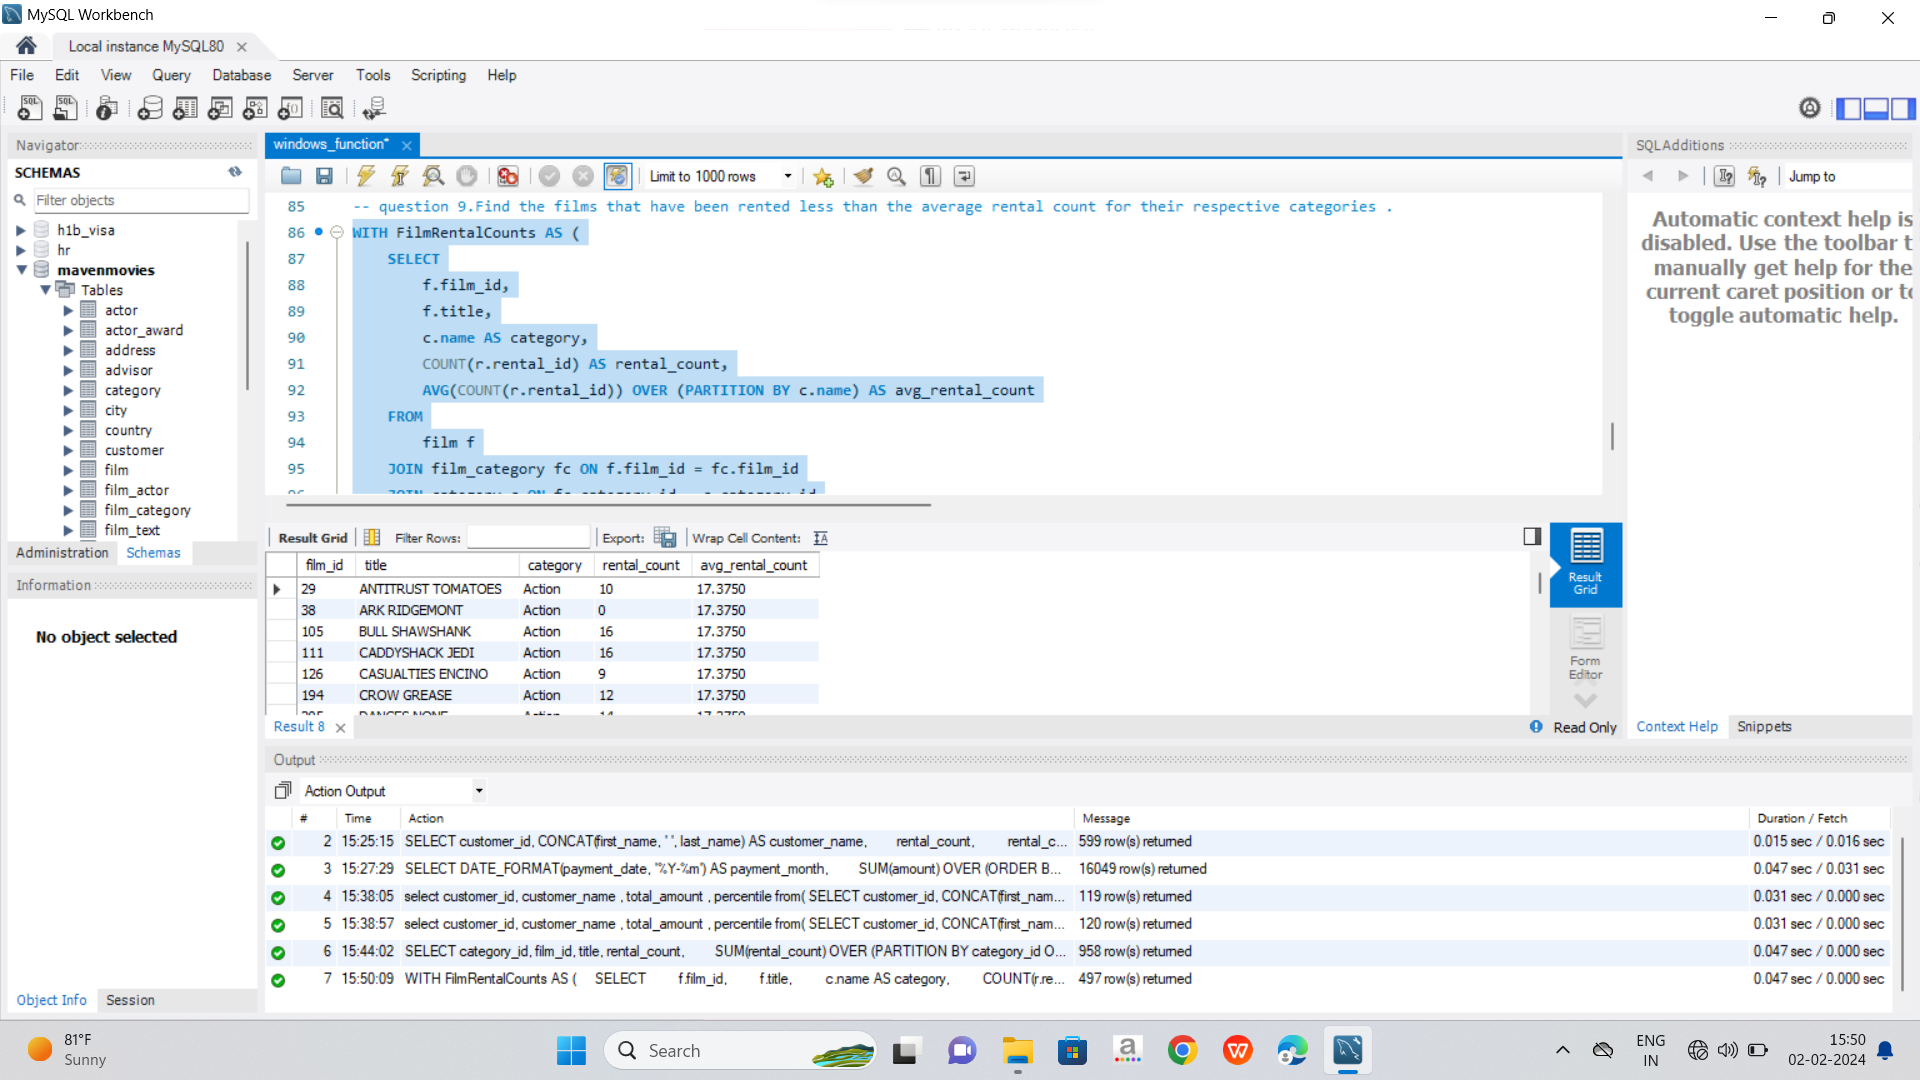 MySQL Workbench
Local instance MySQL80
File Edit View Query Database Server Tools Scripting Help
Navigator
SCHEMAS
Filter objects
h1b_visa
hr
mavenmovies
Tables
actor
actor_award
address
advisor
category
city
country
customer
film
film_actor
film_category
film_text
Administration Schemas
Information
No object selected
Object Info Session
windows_function*
Limit to 1000 rows
85 -- question 9.Find the films that have been rented less than the average rental count for their respective categories .
86 WITH FilmRentalCounts AS (
87 SELECT
88 f.film_id,
89 f.title,
90 c.name AS category,
91 COUNT(r.rental_id) AS rental_count,
92 AVG(COUNT(r.rental_id)) OVER (PARTITION BY c.name) AS avg_rental_count
93 FROM
94 film f
95 JOIN film_category fc ON f.film_id = fc.film_id
96 JOIN category c ON fc.category_id = c.category_id
Result Grid Filter Rows: Export: Wrap Cell Content: IA
film_id title category rental_count avg_rental_count
29 ANTITRUST TOMATOES Action 10 17.3750
38 ARK RIDGEMONT Action 0 17.3750
105 BULL SHAWSHANK Action 16 17.3750
111 CADDYSHACK JEDI Action 16 17.3750
126 CASUALTIES ENCINO Action 9 17.3750
194 CROW GREASE Action 12 17.3750
205 DANCES NONE Action 14 17.3750
Result Grid
Form Editor
Result 8
Read Only
SQLAdditions
Jump to
Automatic context help is
disabled. Use the toolbar t
manually get help for the
current caret position or to
toggle automatic help.
Context Help Snippets
Output
Action Output
# Time Action Message Duration / Fetch
2 15:25:15 SELECT customer_id, CONCAT(first_name, ' ', last_name) AS customer_name, rental_count, rental_c... 599 row(s) returned 0.015 sec / 0.016 sec
3 15:27:29 SELECT DATE_FORMAT(payment_date, '%Y-%m') AS payment_month, SUM(amount) OVER (ORDER B... 16049 row(s) returned 0.047 sec / 0.031 sec
4 15:38:05 select customer_id, customer_name , total_amount , percentile from( SELECT customer_id, CONCAT(first_nam... 119 row(s) returned 0.031 sec / 0.000 sec
5 15:38:57 select customer_id, customer_name , total_amount , percentile from( SELECT customer_id, CONCAT(first_nam... 120 row(s) returned 0.031 sec / 0.000 sec
6 15:44:02 SELECT category_id, film_id, title, rental_count, SUM(rental_count) OVER (PARTITION BY category_id O... 958 row(s) returned 0.047 sec / 0.000 sec
7 15:50:09 WITH FilmRentalCounts AS ( SELECT f.film_id, f.title, c.name AS category, COUNT(r.re... 497 row(s) returned 0.047 sec / 0.000 sec
81°F
Sunny
Search
ENG
IN
15:50
02-02-2024